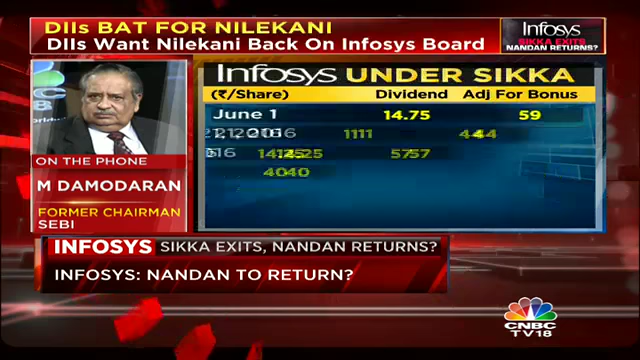 DIIs BAT FOR NILEKANI
DIIs Want Nilekani Back On Infosys Board
Infosys
SIKKA EXITS
NANDAN RETURNS?
Infosys UNDER SIKKA
(₹/Share) Dividend Adj For Bonus
June 1 14.75 59
ON THE PHONE
M DAMODARAN
FORMER CHAIRMAN
SEBI
INFOSYS SIKKA EXITS, NANDAN RETURNS?
INFOSYS: NANDAN TO RETURN?
CNBC
TV18